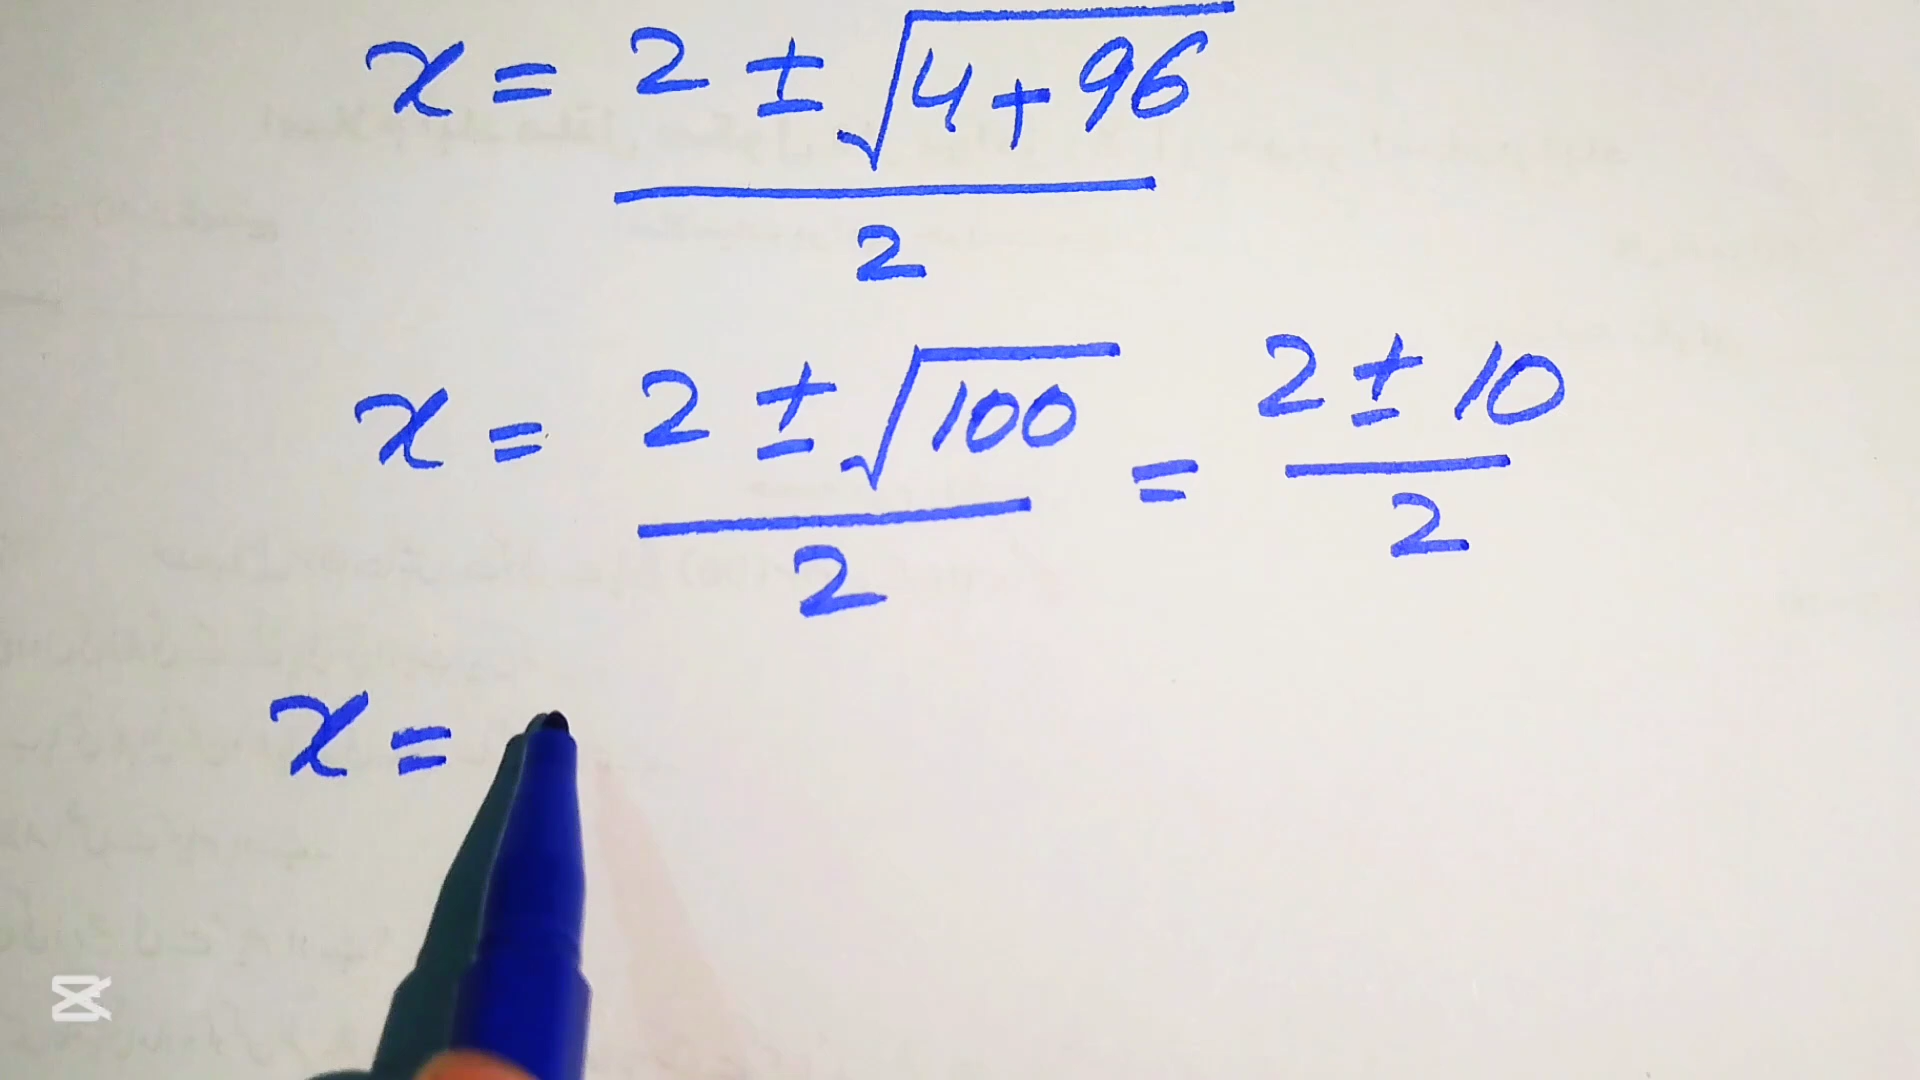 x = 2 ± √4+96 / 2
x = 2 ± √100 / 2 = 2 ± 10 / 2
x =